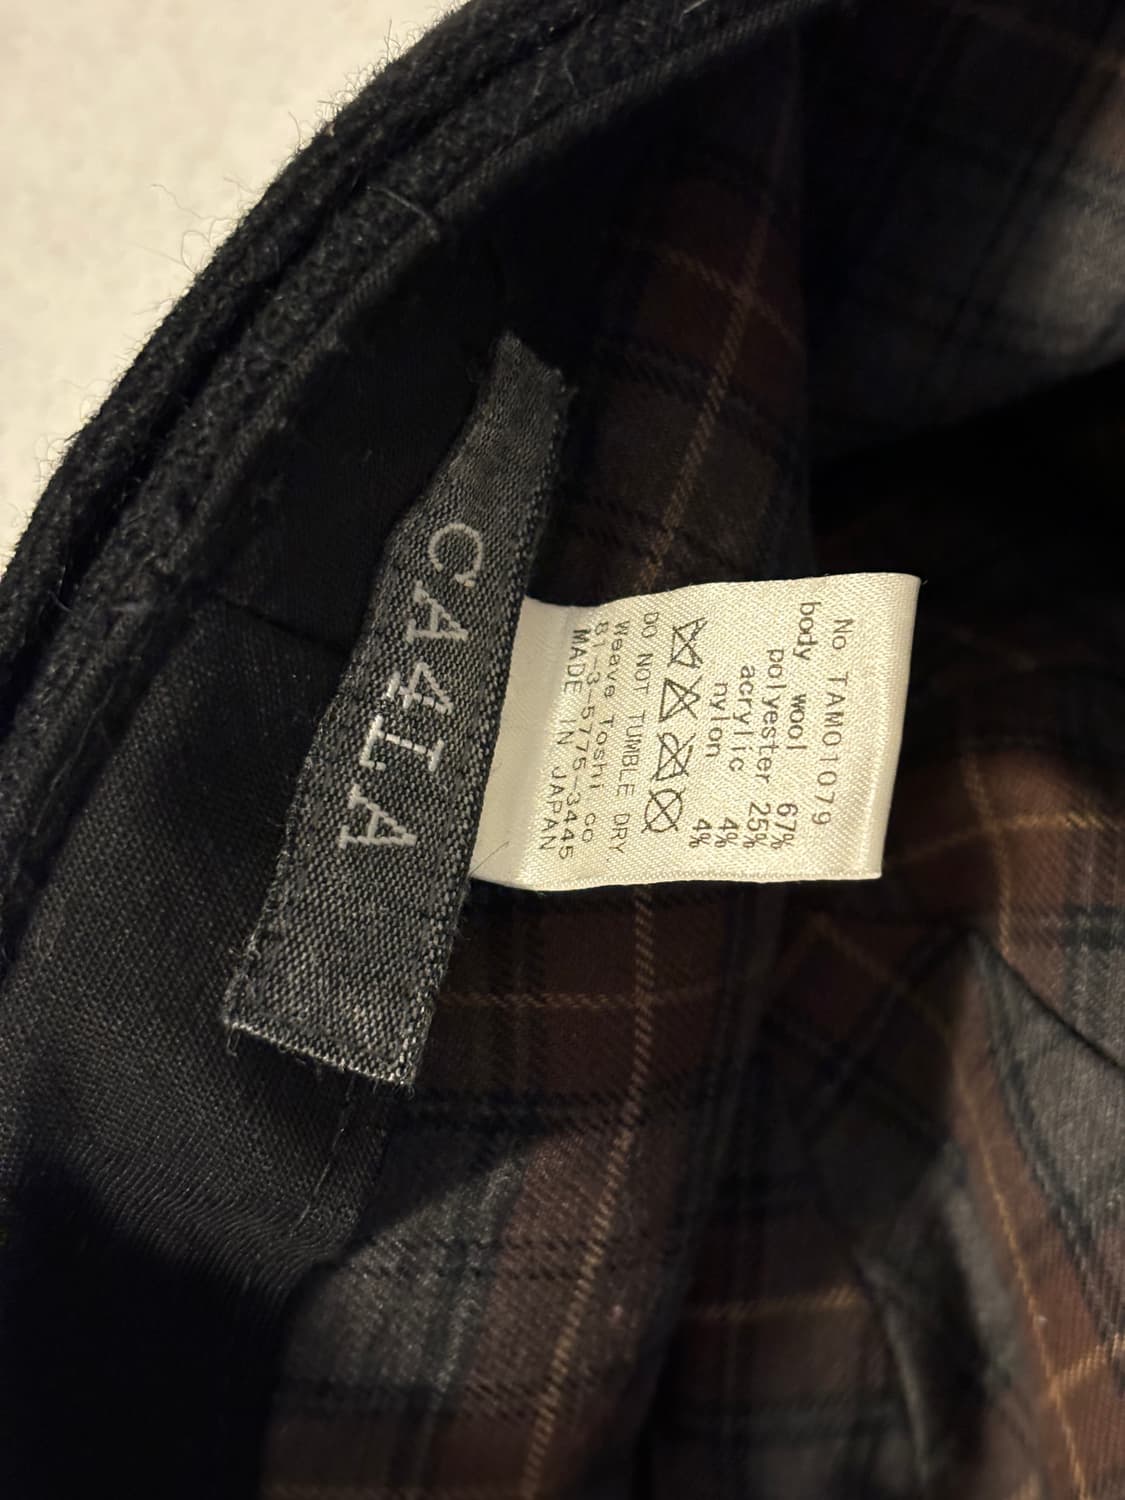 CA4LA
No TAM01079
body wool 67%
polyester 25%
acrylic 4%
nylon 4%
DO NOT TUMBLE DRY.
Weave Toshi co
81-3-5775-3445
MADE IN JAPAN